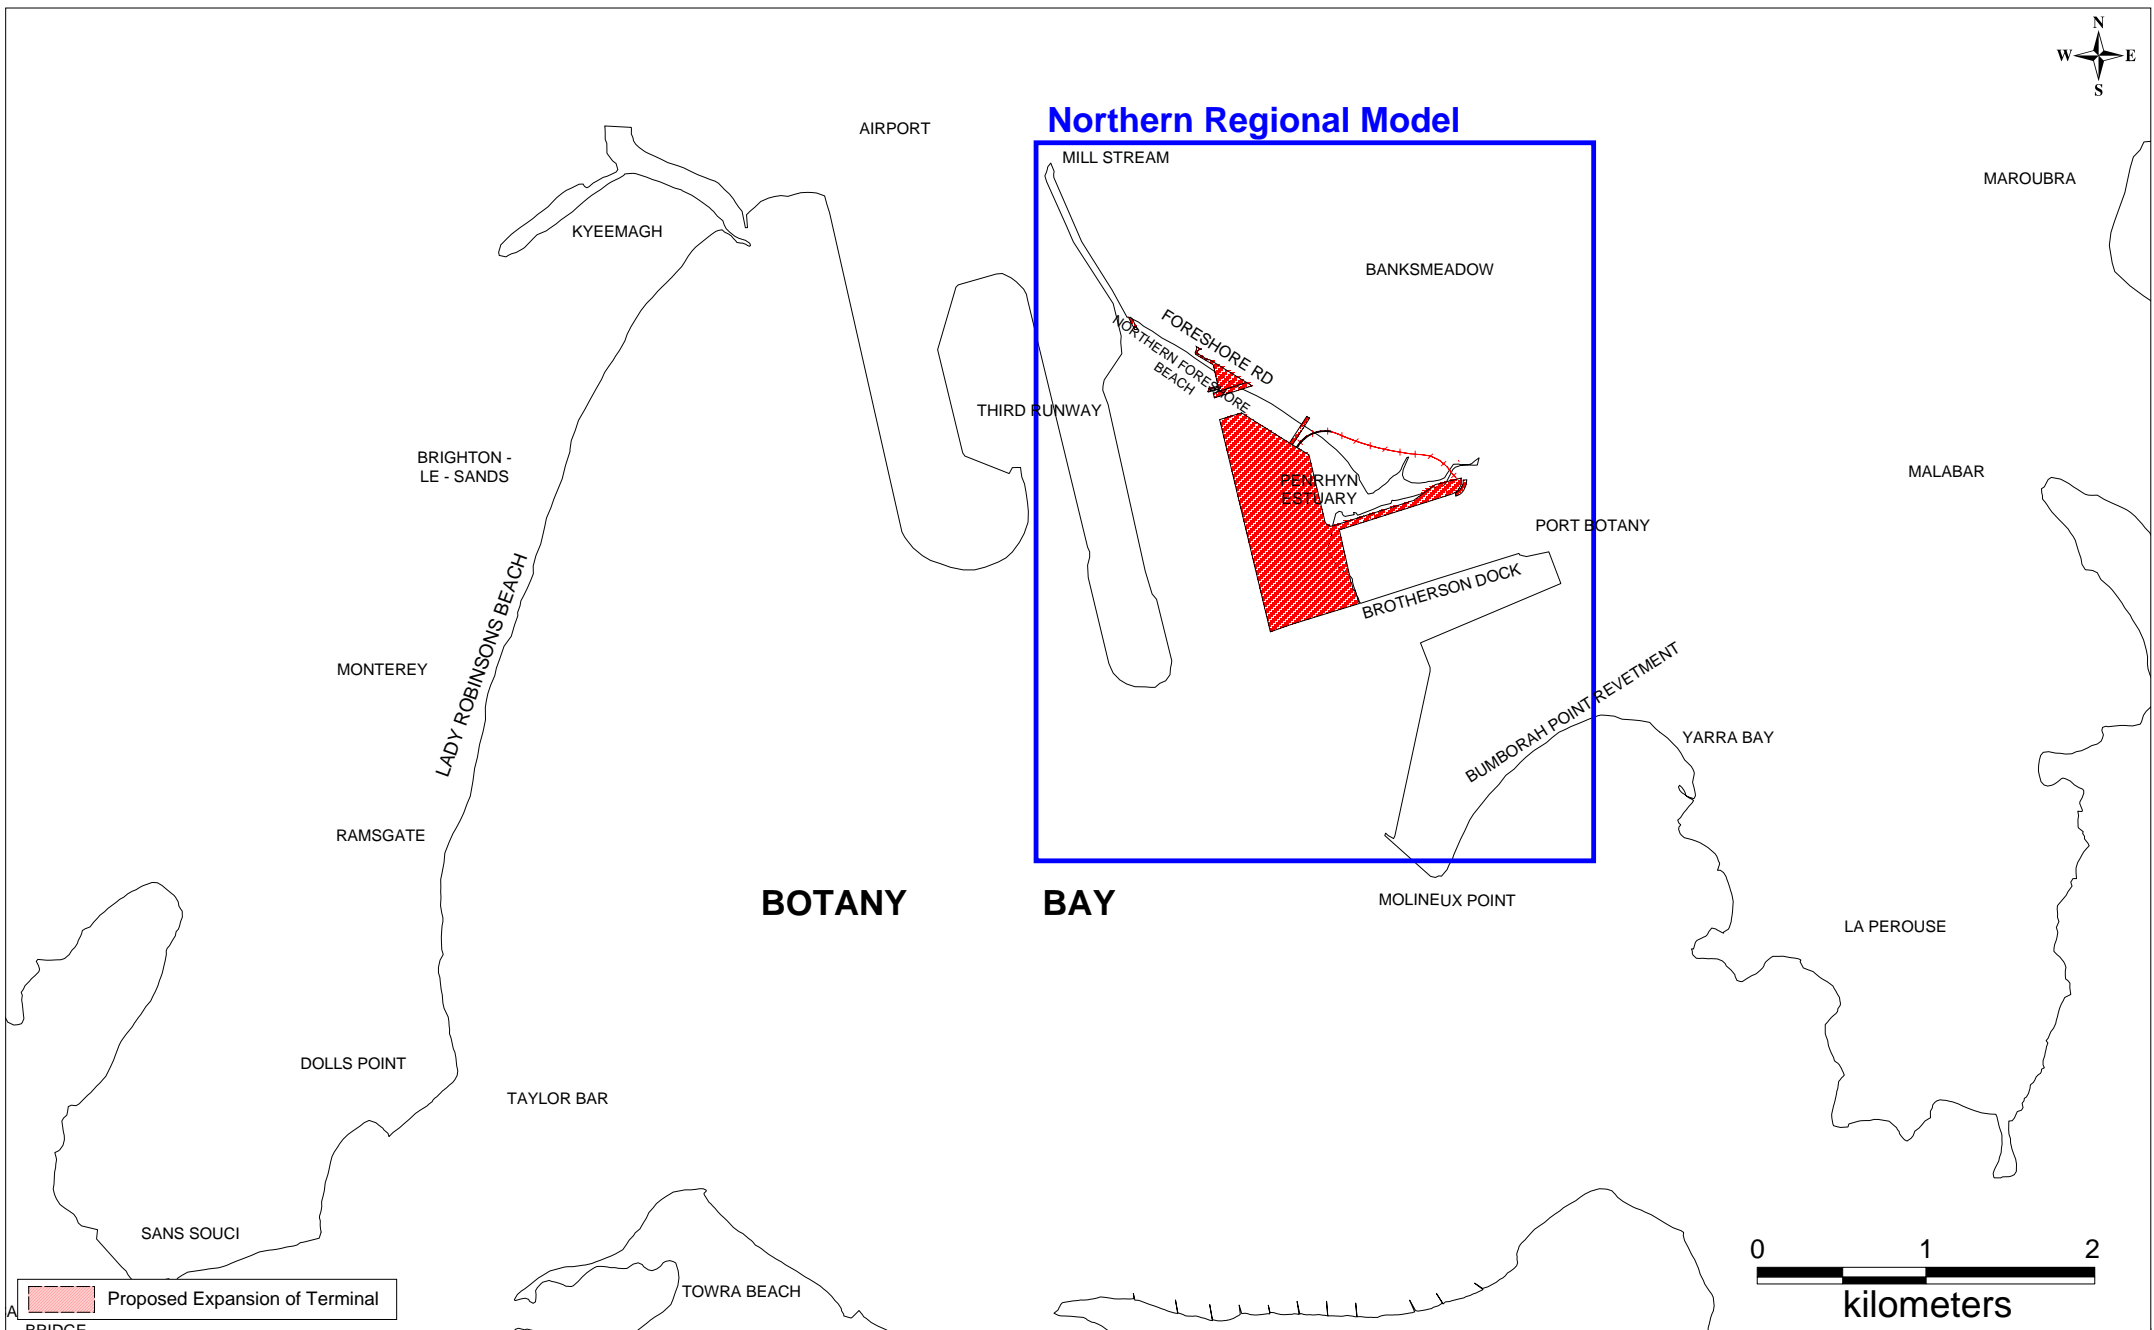 N
W E
S
Northern Regional Model
AIRPORT
MILL STREAM
MAROUBRA
KYEEMAGH
BANKSMEADOW
FORESHORE RD
NORTHERN FORESHORE
BEACH
THIRD RUNWAY
BRIGHTON -
LE - SANDS
MALABAR
PENRHYN
ESTUARY
PORT BOTANY
BROTHERSON DOCK
LADY ROBINSONS BEACH
MONTEREY
BUMBORAH POINT REVETMENT
YARRA BAY
RAMSGATE
BOTANY BAY
MOLINEUX POINT
LA PEROUSE
DOLLS POINT
TAYLOR BAR
SANS SOUCI
TOWRA BEACH
0 1 2
kilometers
Proposed Expansion of Terminal
BRIDGE